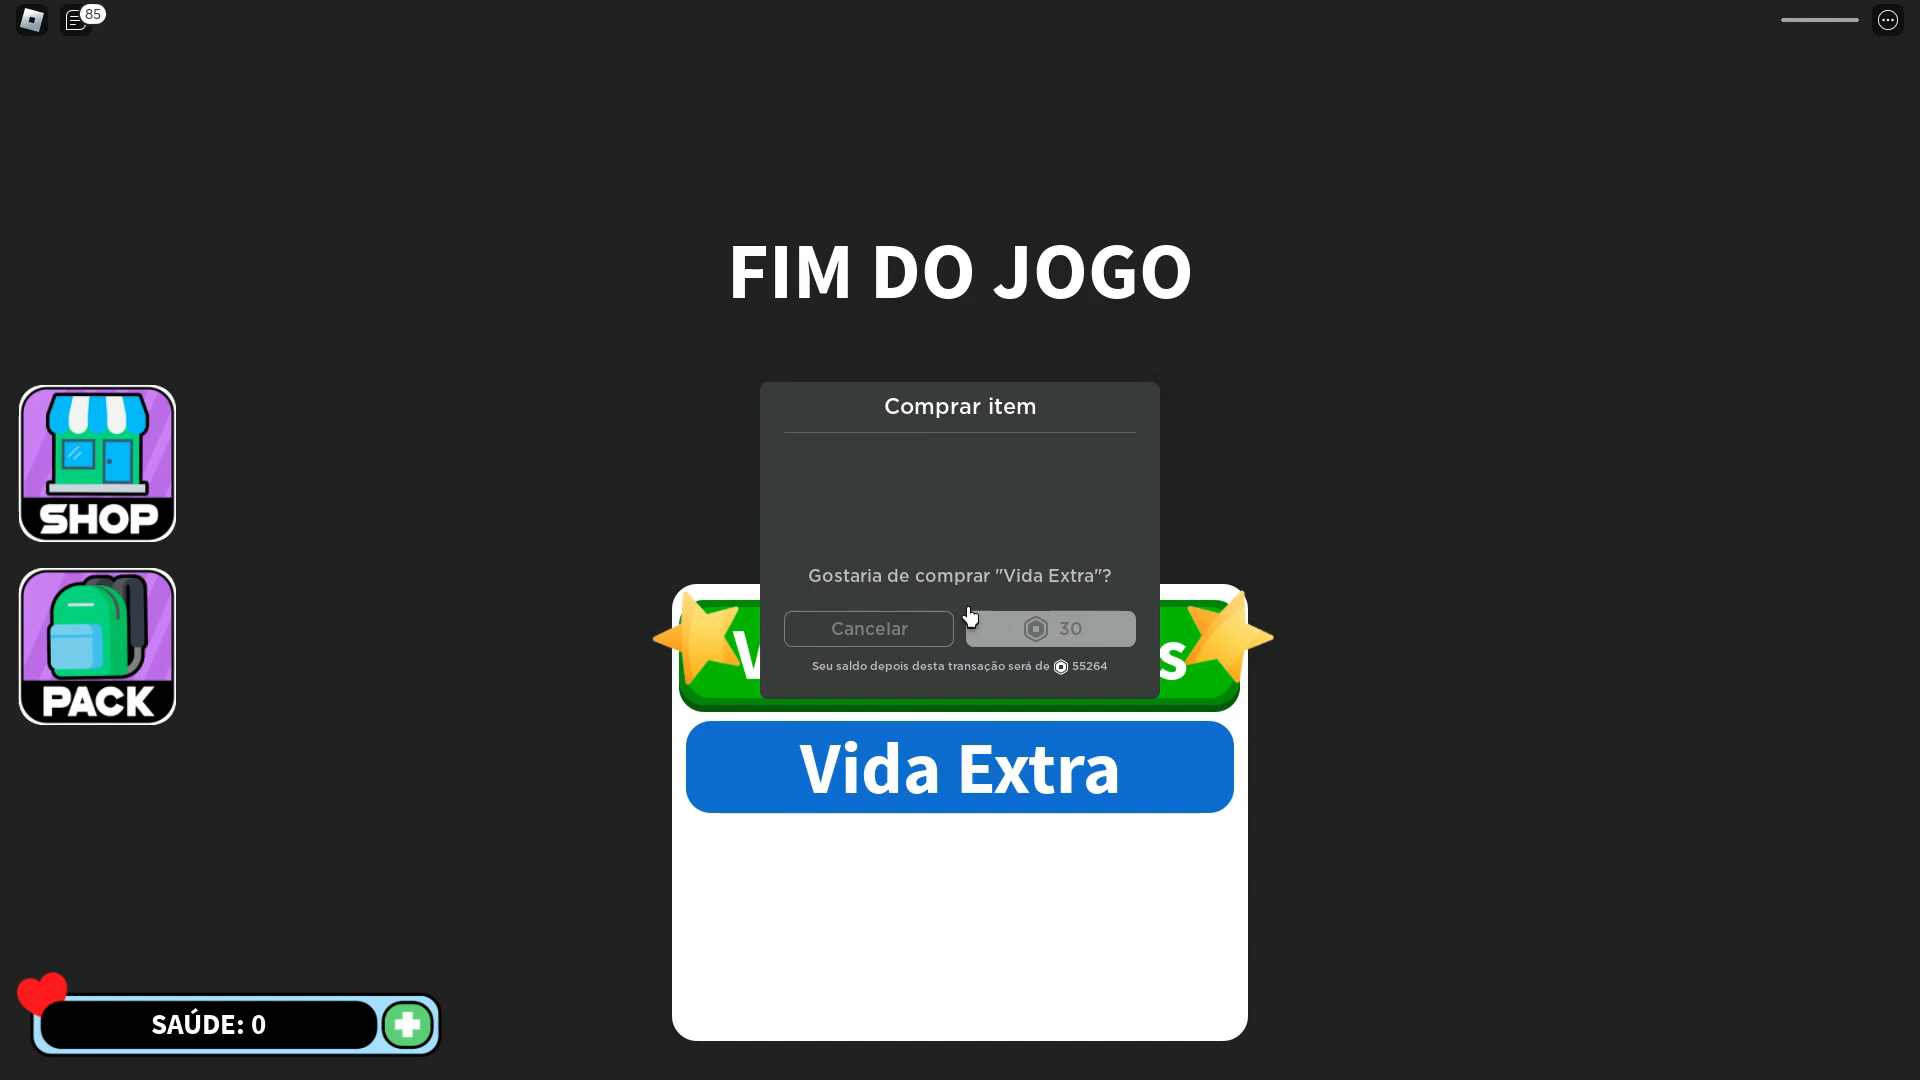 85
FIM DO JOGO
Comprar item
SHOP
Gostaria de comprar "Vida Extra"?
Cancelar
30
Seu saldo depois desta transação será de 55264
PACK
Vida Extra
SAÚDE: 0